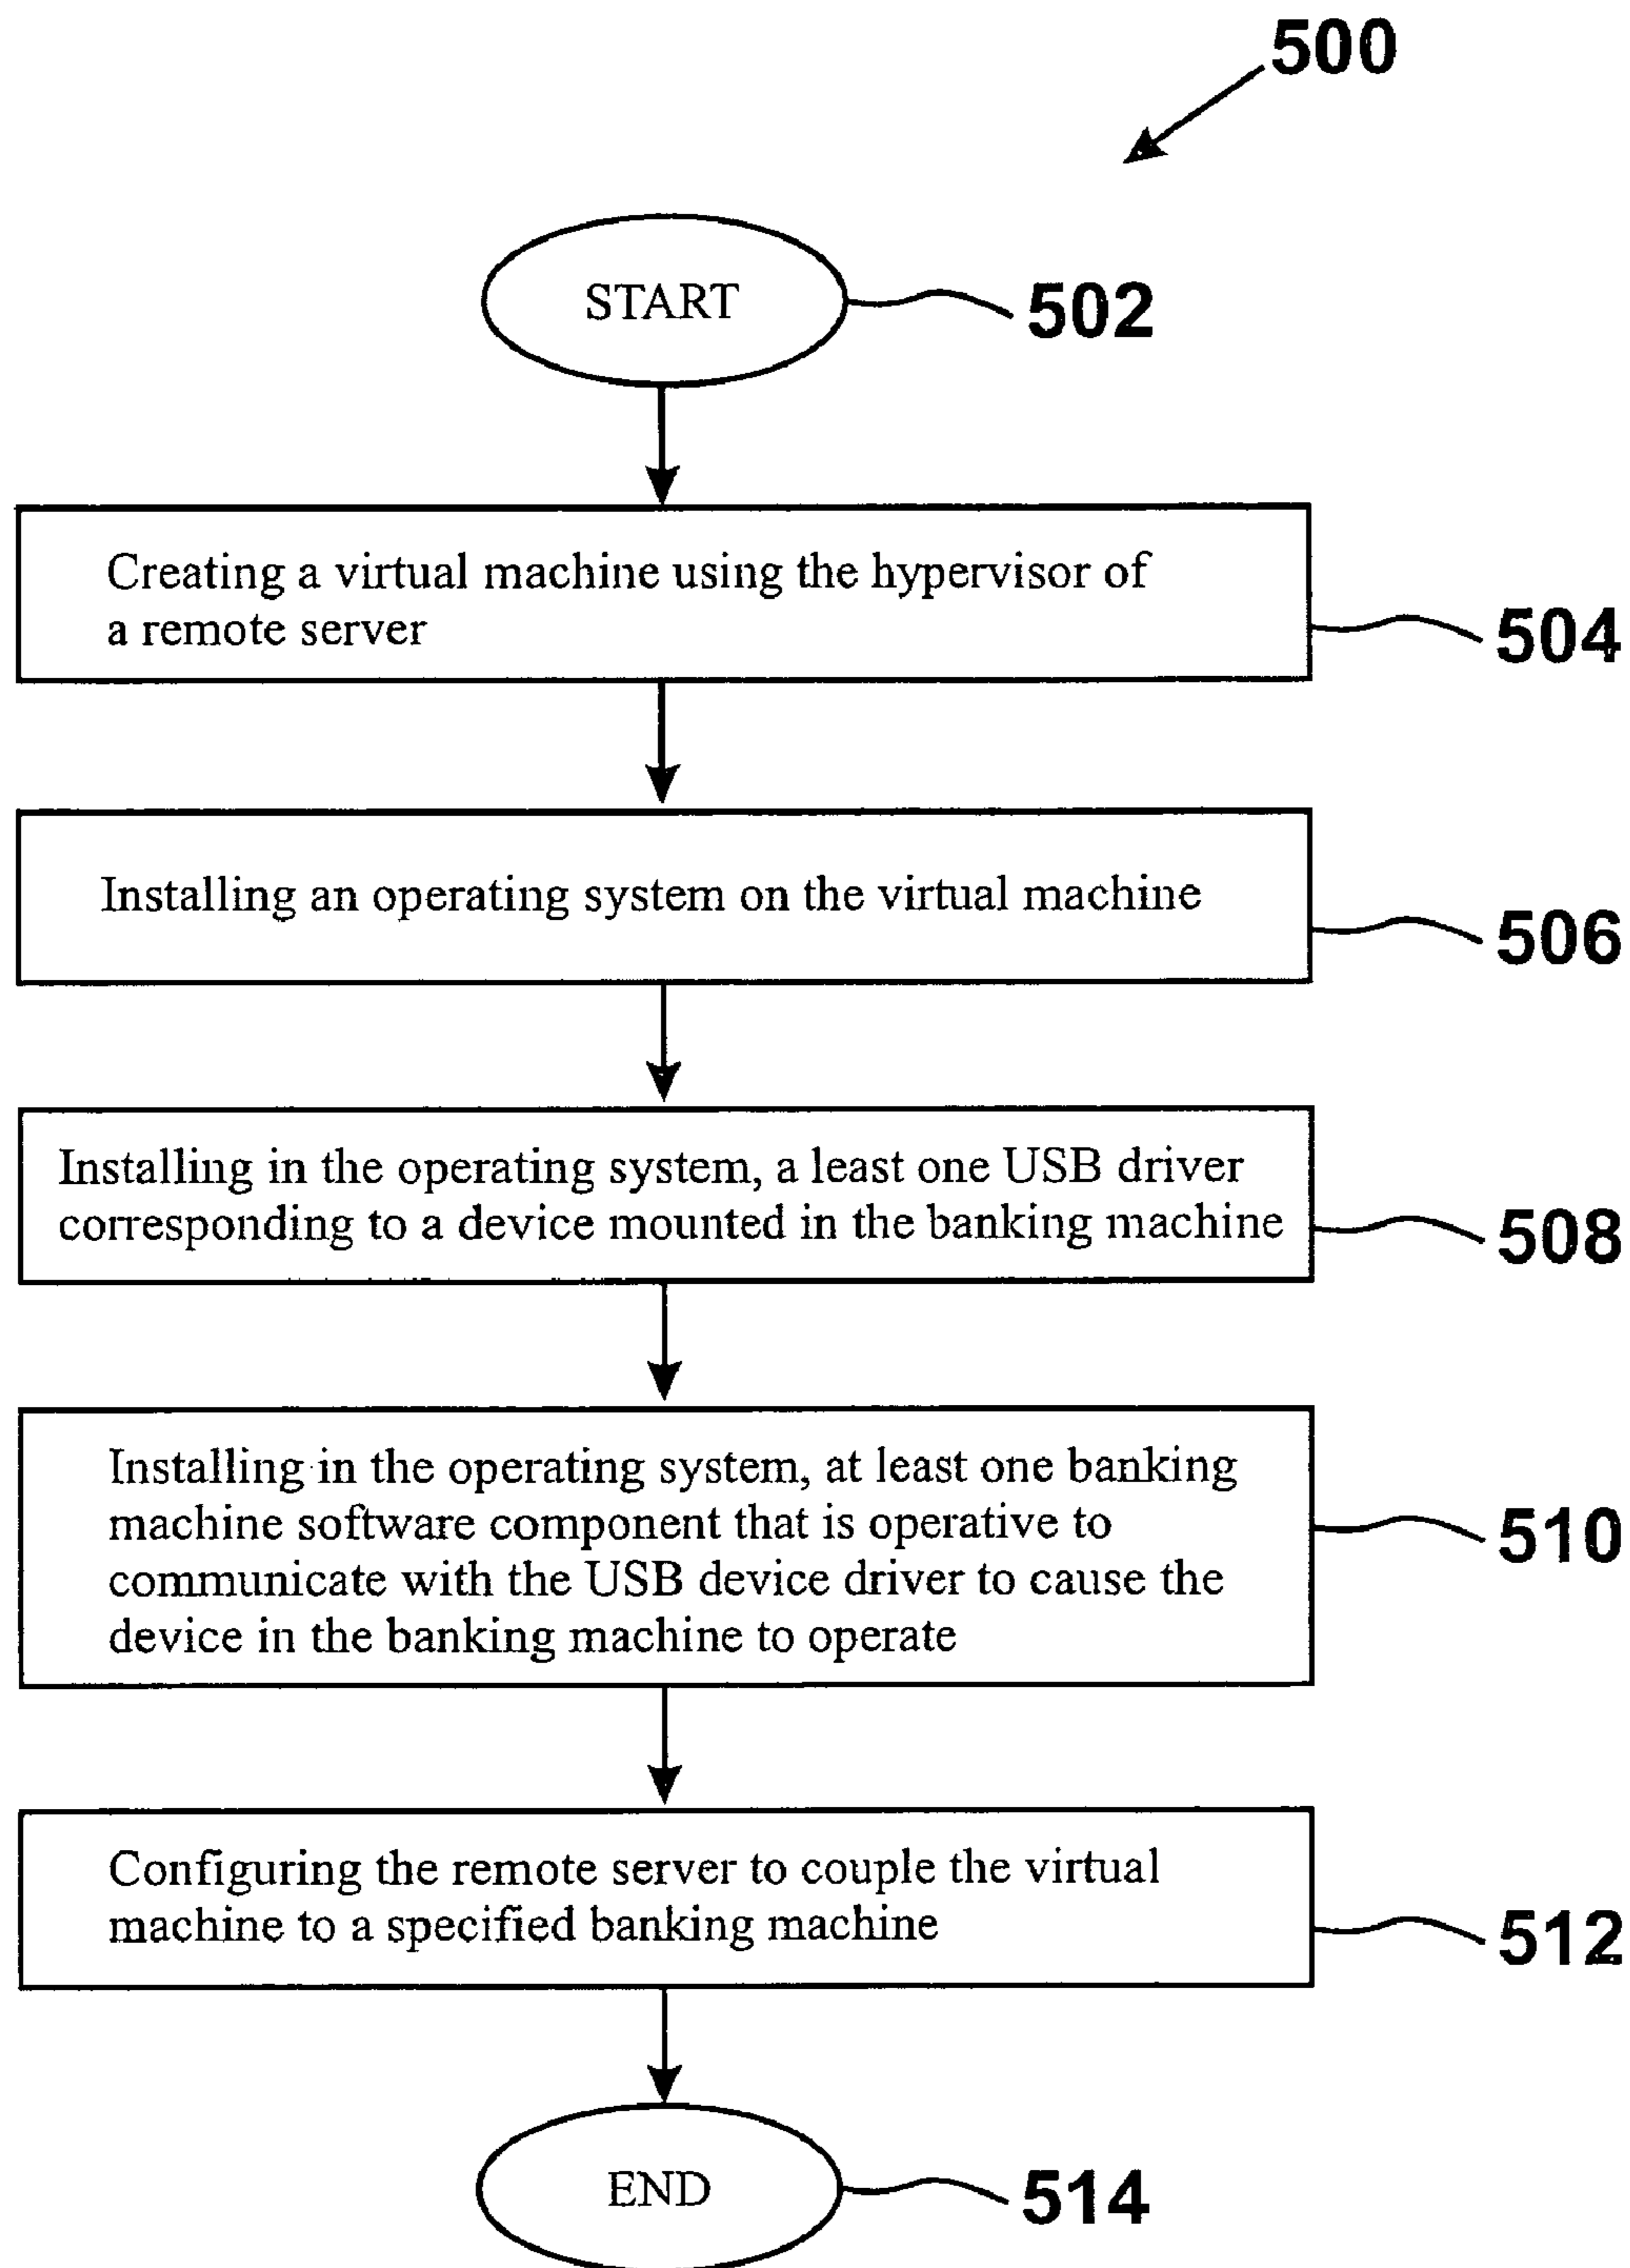 500
START
502
Creating a virtual machine using the hypervisor of
a remote server
504
Installing an operating system on the virtual machine
506
Installing in the operating system, a least one USB driver
corresponding to a device mounted in the banking machine
508
Installing in the operating system, at least one banking
machine software component that is operative to
communicate with the USB device driver to cause the
device in the banking machine to operate
510
Configuring the remote server to couple the virtual
machine to a specified banking machine
512
END
514